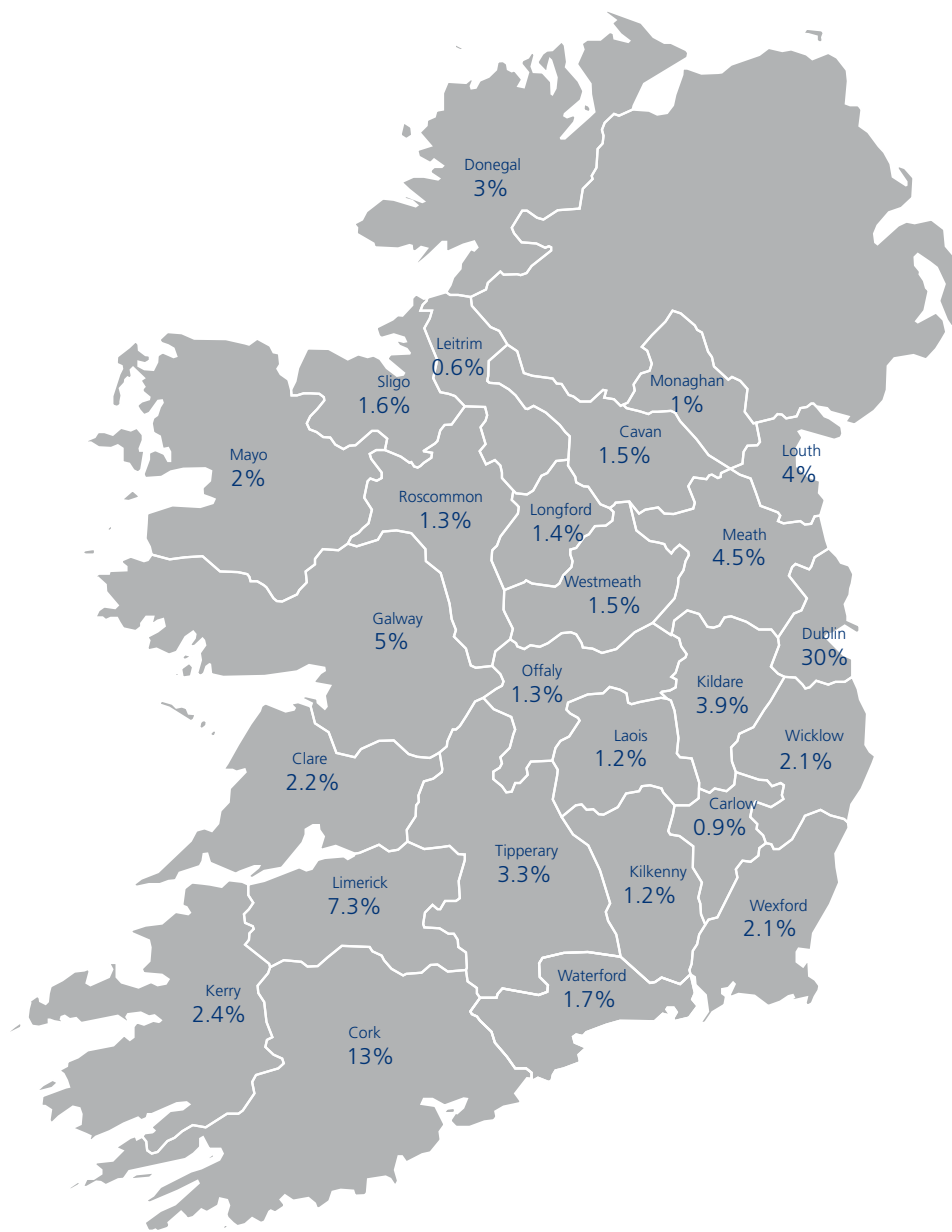 Donegal
3%
Leitrim
0.6%
Sligo
1.6%
Monaghan
1%
Cavan
1.5%
Louth
4%
Mayo
2%
Roscommon
1.3%
Longford
1.4%
Meath
4.5%
Westmeath
1.5%
Galway
5%
Dublin
30%
Offaly
1.3%
Kildare
3.9%
Laois
1.2%
Wicklow
2.1%
Clare
2.2%
Carlow
0.9%
Tipperary
3.3%
Kilkenny
1.2%
Limerick
7.3%
Wexford
2.1%
Waterford
1.7%
Kerry
2.4%
Cork
13%